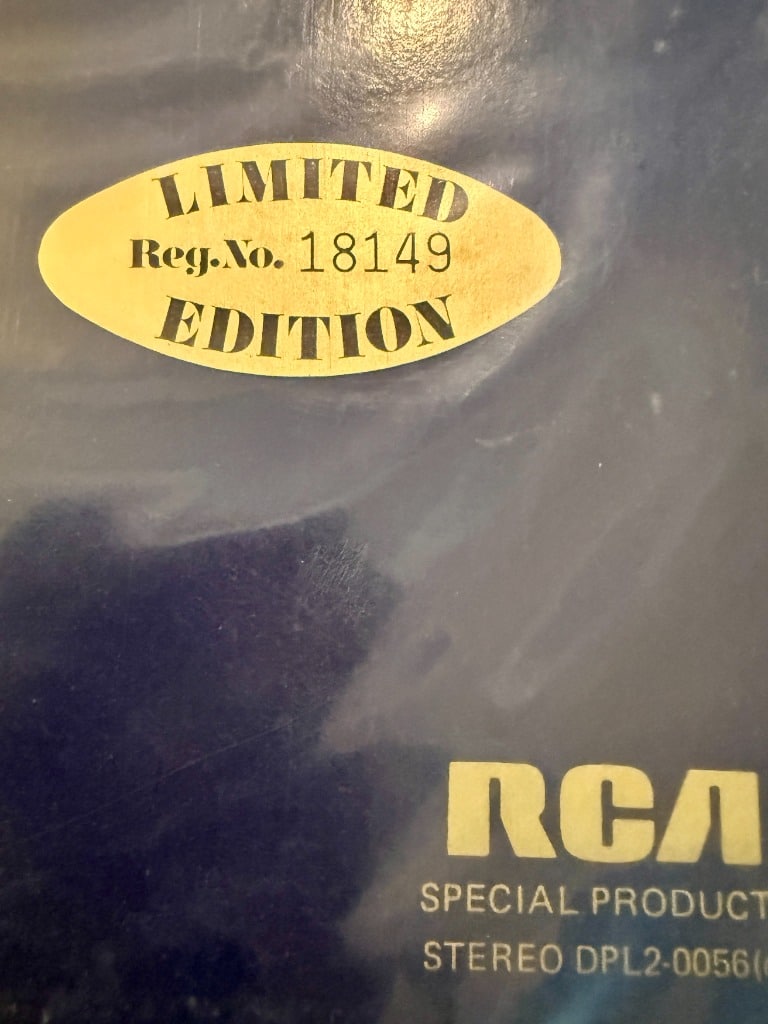 LIMITED
Reg.No. 18149
EDITION
RCA
SPECIAL PRODUCT
STEREO DPL2-0056(